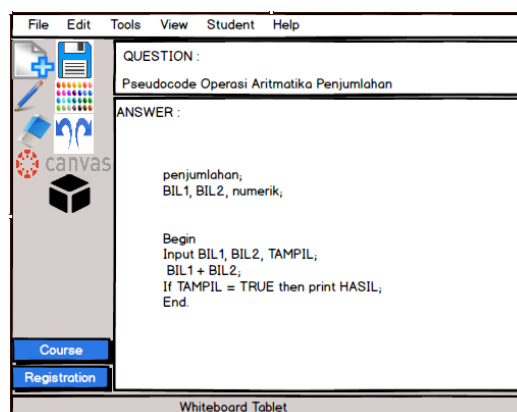 File Edit Tools View Student Help
QUESTION :
Pseudocode Operasi Aritmatika Penjumlahan
ANSWER :
canvas
penjumlahan;
BIL1, BIL2, numerik;
Begin
Input BIL1, BIL2, TAMPIL;
BIL1 + BIL2;
If TAMPIL = TRUE then print HASIL;
End.
Course
Registration
Whiteboard Tablet